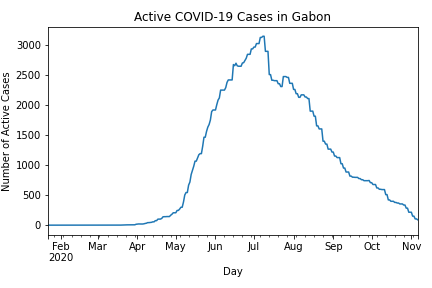 Active COVID-19 Cases in Gabon
Number of Active Cases
3000
2500
2000
1500
1000
500
0
Feb Mar Apr May Jun Jul Aug Sep Oct Nov
2020
Day